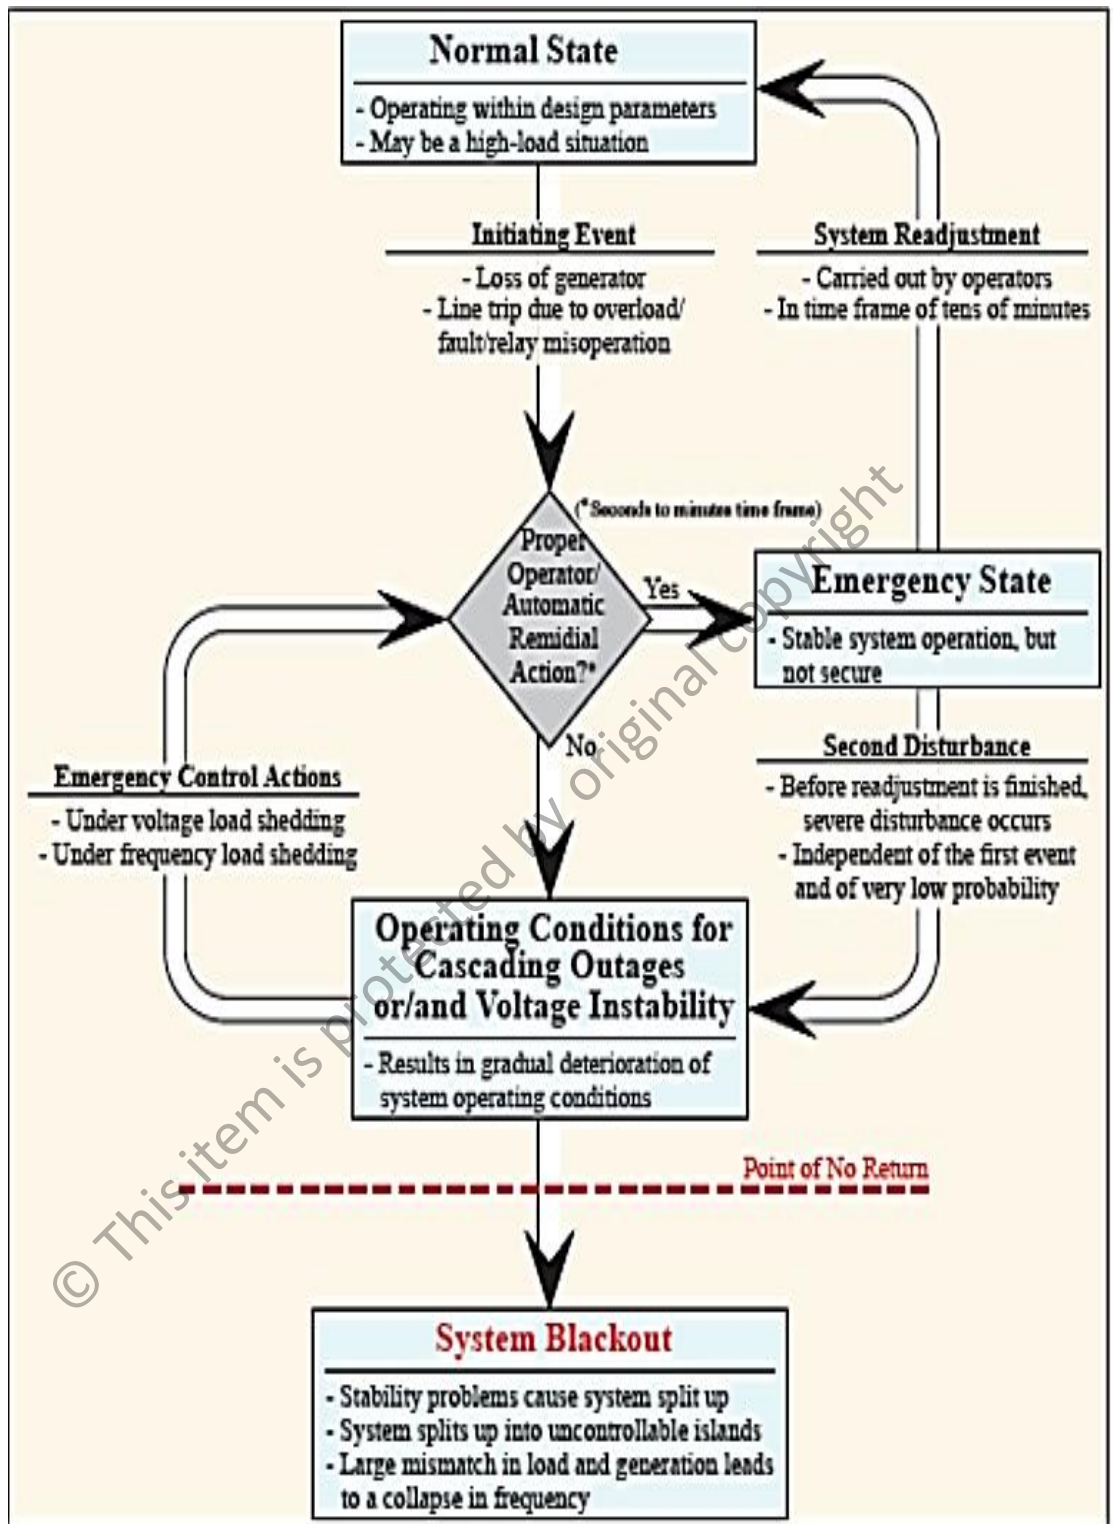 Normal State
- Operating within design parameters
- May be a high-load situation
Initiating Event
- Loss of generator
- Line trip due to overload/
fault/relay misoperation
System Readjustment
- Carried out by operators
- In time frame of tens of minutes
(*Seconds to minutes time frame)
Proper
Operator/
Automatic
Remidial
Action?*
Yes
No
Emergency State
- Stable system operation, but
not secure
Second Disturbance
- Before readjustment is finished,
severe disturbance occurs
- Independent of the first event
and of very low probability
Emergency Control Actions
- Under voltage load shedding
- Under frequency load shedding
Operating Conditions for
Cascading Outages
or/and Voltage Instability
- Results in gradual deterioration of
system operating conditions
Point of No Return
System Blackout
- Stability problems cause system split up
- System splits up into uncontrollable islands
- Large mismatch in load and generation leads
to a collapse in frequency
© This item is protected by original copyright